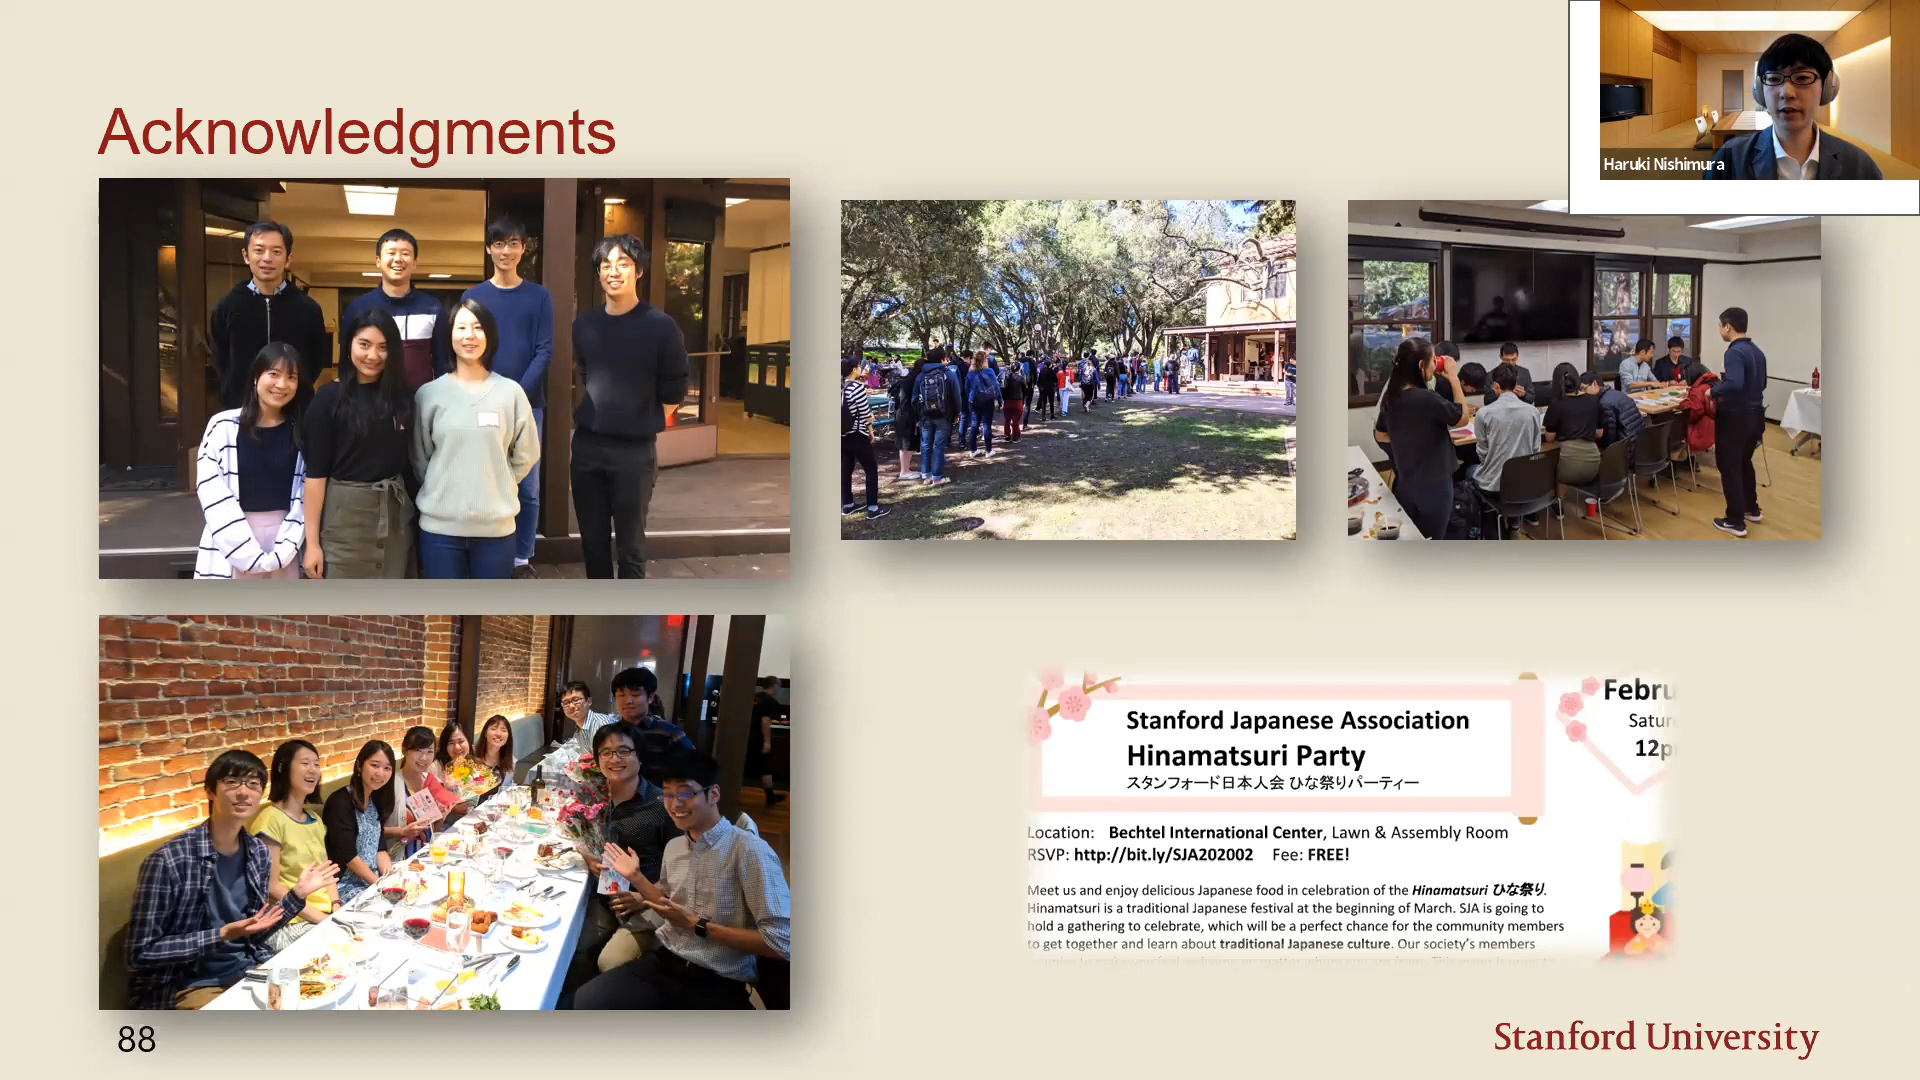 Acknowledgments
Haruki Nishimura
Stanford Japanese Association
Hinamatsuri Party
スタンフォード日本人会 ひな祭りパーティー
Location: Bechtel International Center, Lawn & Assembly Room
RSVP: http://bit.ly/SJA202002 Fee: FREE!
Meet us and enjoy delicious Japanese food in celebration of the Hinamatsuri ひな祭り.
Hinamatsuri is a traditional Japanese festival at the beginning of March. SJA is going to
hold a gathering to celebrate, which will be a perfect chance for the community members
to get together and learn about traditional Japanese culture. Our society's members
Febru
Satur
12p
88
Stanford University